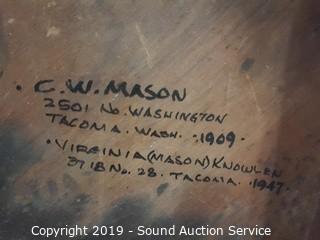 • C.W. MASON
2501 No. WASHINGTON
TACOMA. WASH. • 1909 •
• VIRGINIA (MASON) KNOWLEN
3718 No. 28. TACOMA. 1947 •
Copyright 2019 - Sound Auction Service